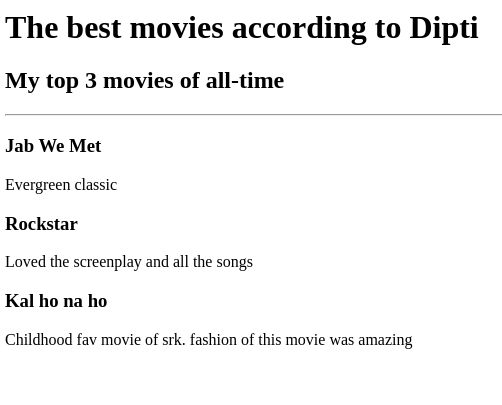 The best movies according to Dipti
My top 3 movies of all-time
Jab We Met
Evergreen classic
Rockstar
Loved the screenplay and all the songs
Kal ho na ho
Childhood fav movie of srk. fashion of this movie was amazing